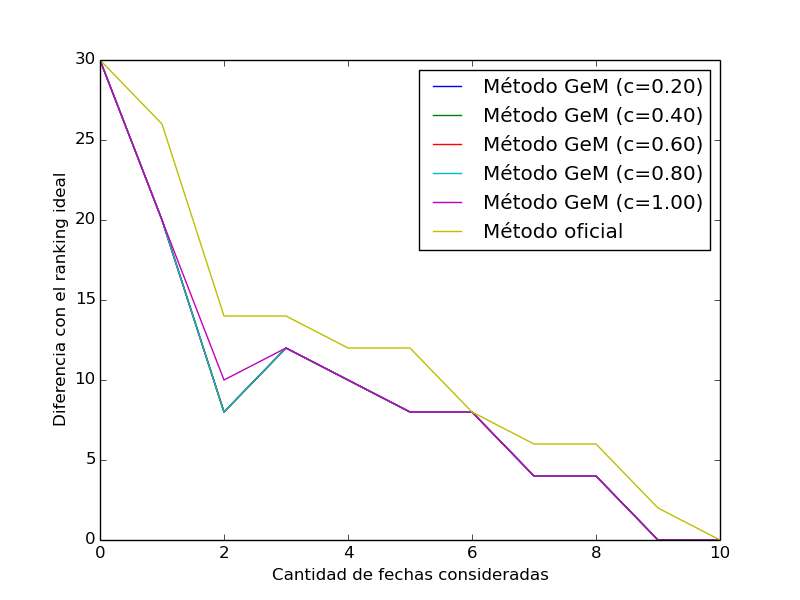 30
25
20
15
10
5
0
Diferencia con el ranking ideal
Método GeM (c=0.20)
Método GeM (c=0.40)
Método GeM (c=0.60)
Método GeM (c=0.80)
Método GeM (c=1.00)
Método oficial
0 2 4 6 8 10
Cantidad de fechas consideradas